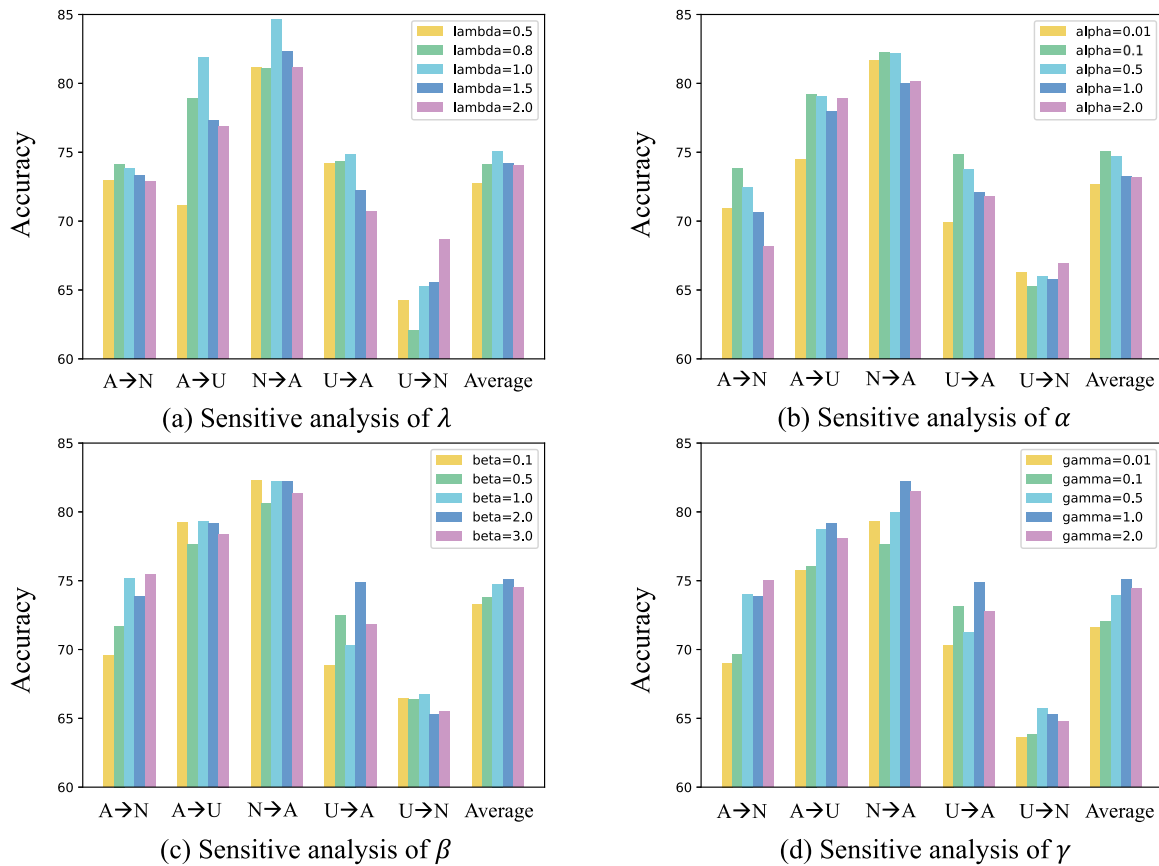 85
80
75
70
65
60
Accuracy
lambda=0.5
lambda=0.8
lambda=1.0
lambda=1.5
lambda=2.0
A→N A→U N→A U→A U→N Average
(a) Sensitive analysis of λ
85
80
75
70
65
60
Accuracy
alpha=0.01
alpha=0.1
alpha=0.5
alpha=1.0
alpha=2.0
A→N A→U N→A U→A U→N Average
(b) Sensitive analysis of α
85
80
75
70
65
60
Accuracy
beta=0.1
beta=0.5
beta=1.0
beta=2.0
beta=3.0
A→N A→U N→A U→A U→N Average
(c) Sensitive analysis of β
85
80
75
70
65
60
Accuracy
gamma=0.01
gamma=0.1
gamma=0.5
gamma=1.0
gamma=2.0
A→N A→U N→A U→A U→N Average
(d) Sensitive analysis of γ